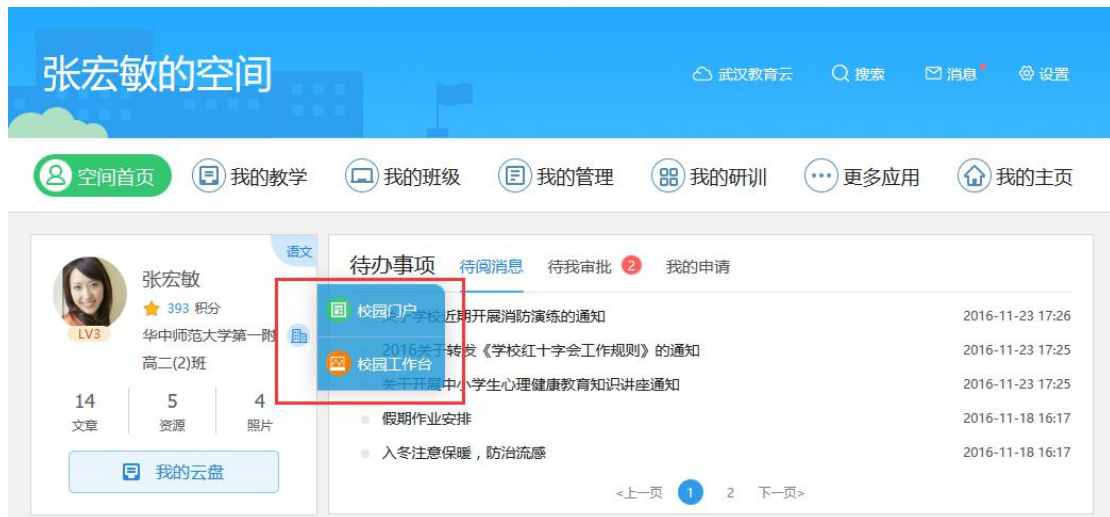 张宏敏的空间
武汉教育云 搜索 消息 设置
空间首页 我的教学 我的班级 我的管理 我的研训 更多应用 我的主页
语文
张宏敏
393 积分
LV3
华中师范大学第一附
高二(2)班
14 5 4
文章 资源 照片
我的云盘
校园门户
校园工作台
待办事项 待阅消息 待我审批 2 我的申请
关于学校近期开展消防演练的通知 2016-11-23 17:26
2016关于转发《学校红十字会工作规则》的通知 2016-11-23 17:25
关于开展中小学生心理健康教育知识讲座通知 2016-11-23 17:25
假期作业安排 2016-11-18 16:17
入冬注意保暖，防治流感 2016-11-18 16:17
<上一页 1 2 下一页>